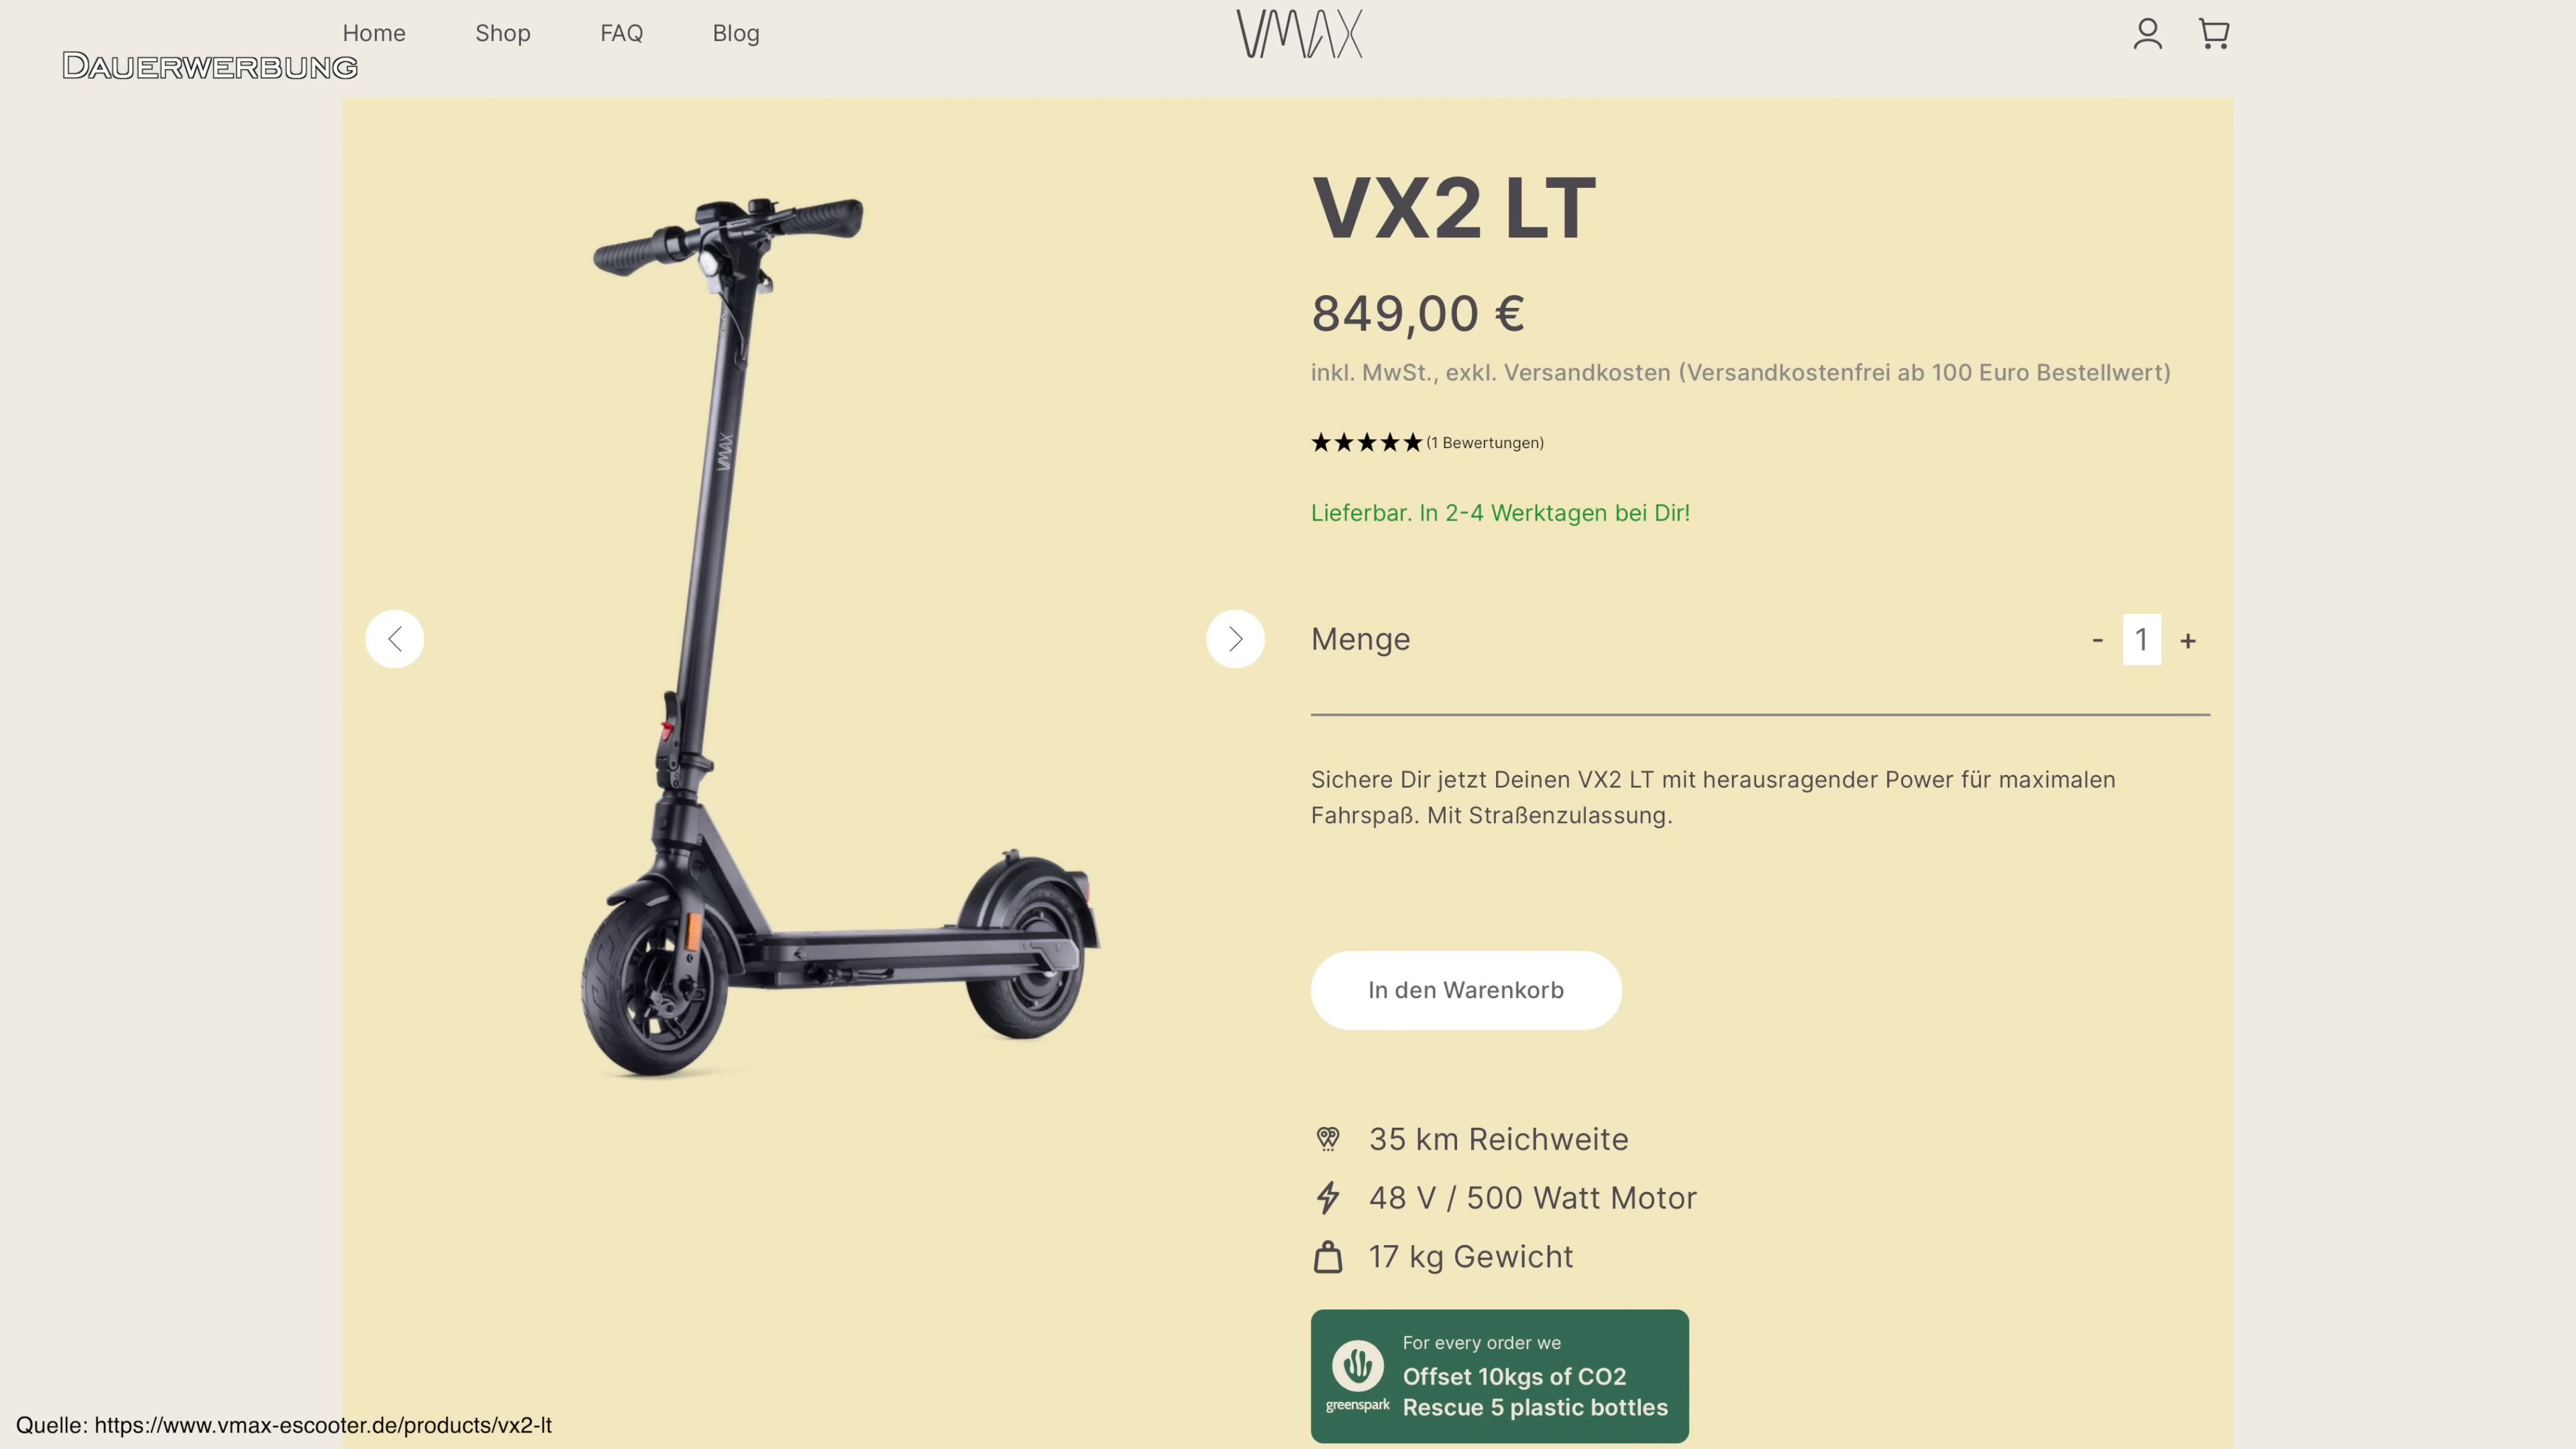 Home Shop FAQ Blog
VMAX
DAUERWERBUNG
VMAX
VX2 LT
849,00 €
inkl. MwSt., exkl. Versandkosten (Versandkostenfrei ab 100 Euro Bestellwert)
★★★★★(1 Bewertungen)
Lieferbar. In 2-4 Werktagen bei Dir!
Menge - 1 +
Sichere Dir jetzt Deinen VX2 LT mit herausragender Power für maximalen
Fahrspaß. Mit Straßenzulassung.
In den Warenkorb
35 km Reichweite
48 V / 500 Watt Motor
17 kg Gewicht
greenspark
For every order we
Offset 10kgs of CO2
Rescue 5 plastic bottles
Quelle: https://www.vmax-escooter.de/products/vx2-lt